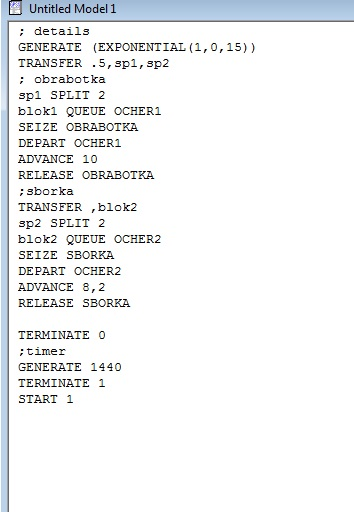 Untitled Model 1
; details
GENERATE (EXPONENTIAL(1,0,15))
TRANSFER .5,sp1,sp2
; obrabotka
sp1 SPLIT 2
blok1 QUEUE OCHER1
SEIZE OBRABOTKA
DEPART OCHER1
ADVANCE 10
RELEASE OBRABOTKA
;sborka
TRANSFER ,blok2
sp2 SPLIT 2
blok2 QUEUE OCHER2
SEIZE SBORKA
DEPART OCHER2
ADVANCE 8,2
RELEASE SBORKA
TERMINATE 0
;timer
GENERATE 1440
TERMINATE 1
START 1